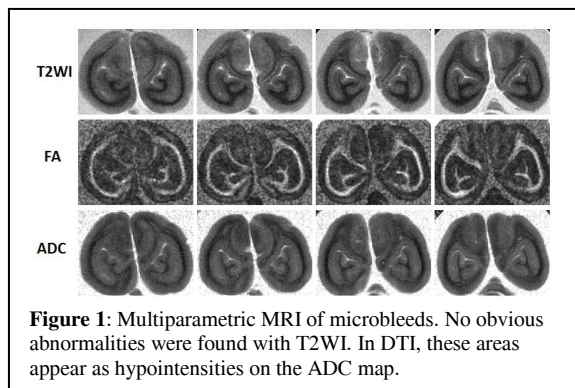 T2WI
FA
ADC
Figure 1: Multiparametric MRI of microbleeds. No obvious
abnormalities were found with T2WI. In DTI, these areas
appear as hypointensities on the ADC map.